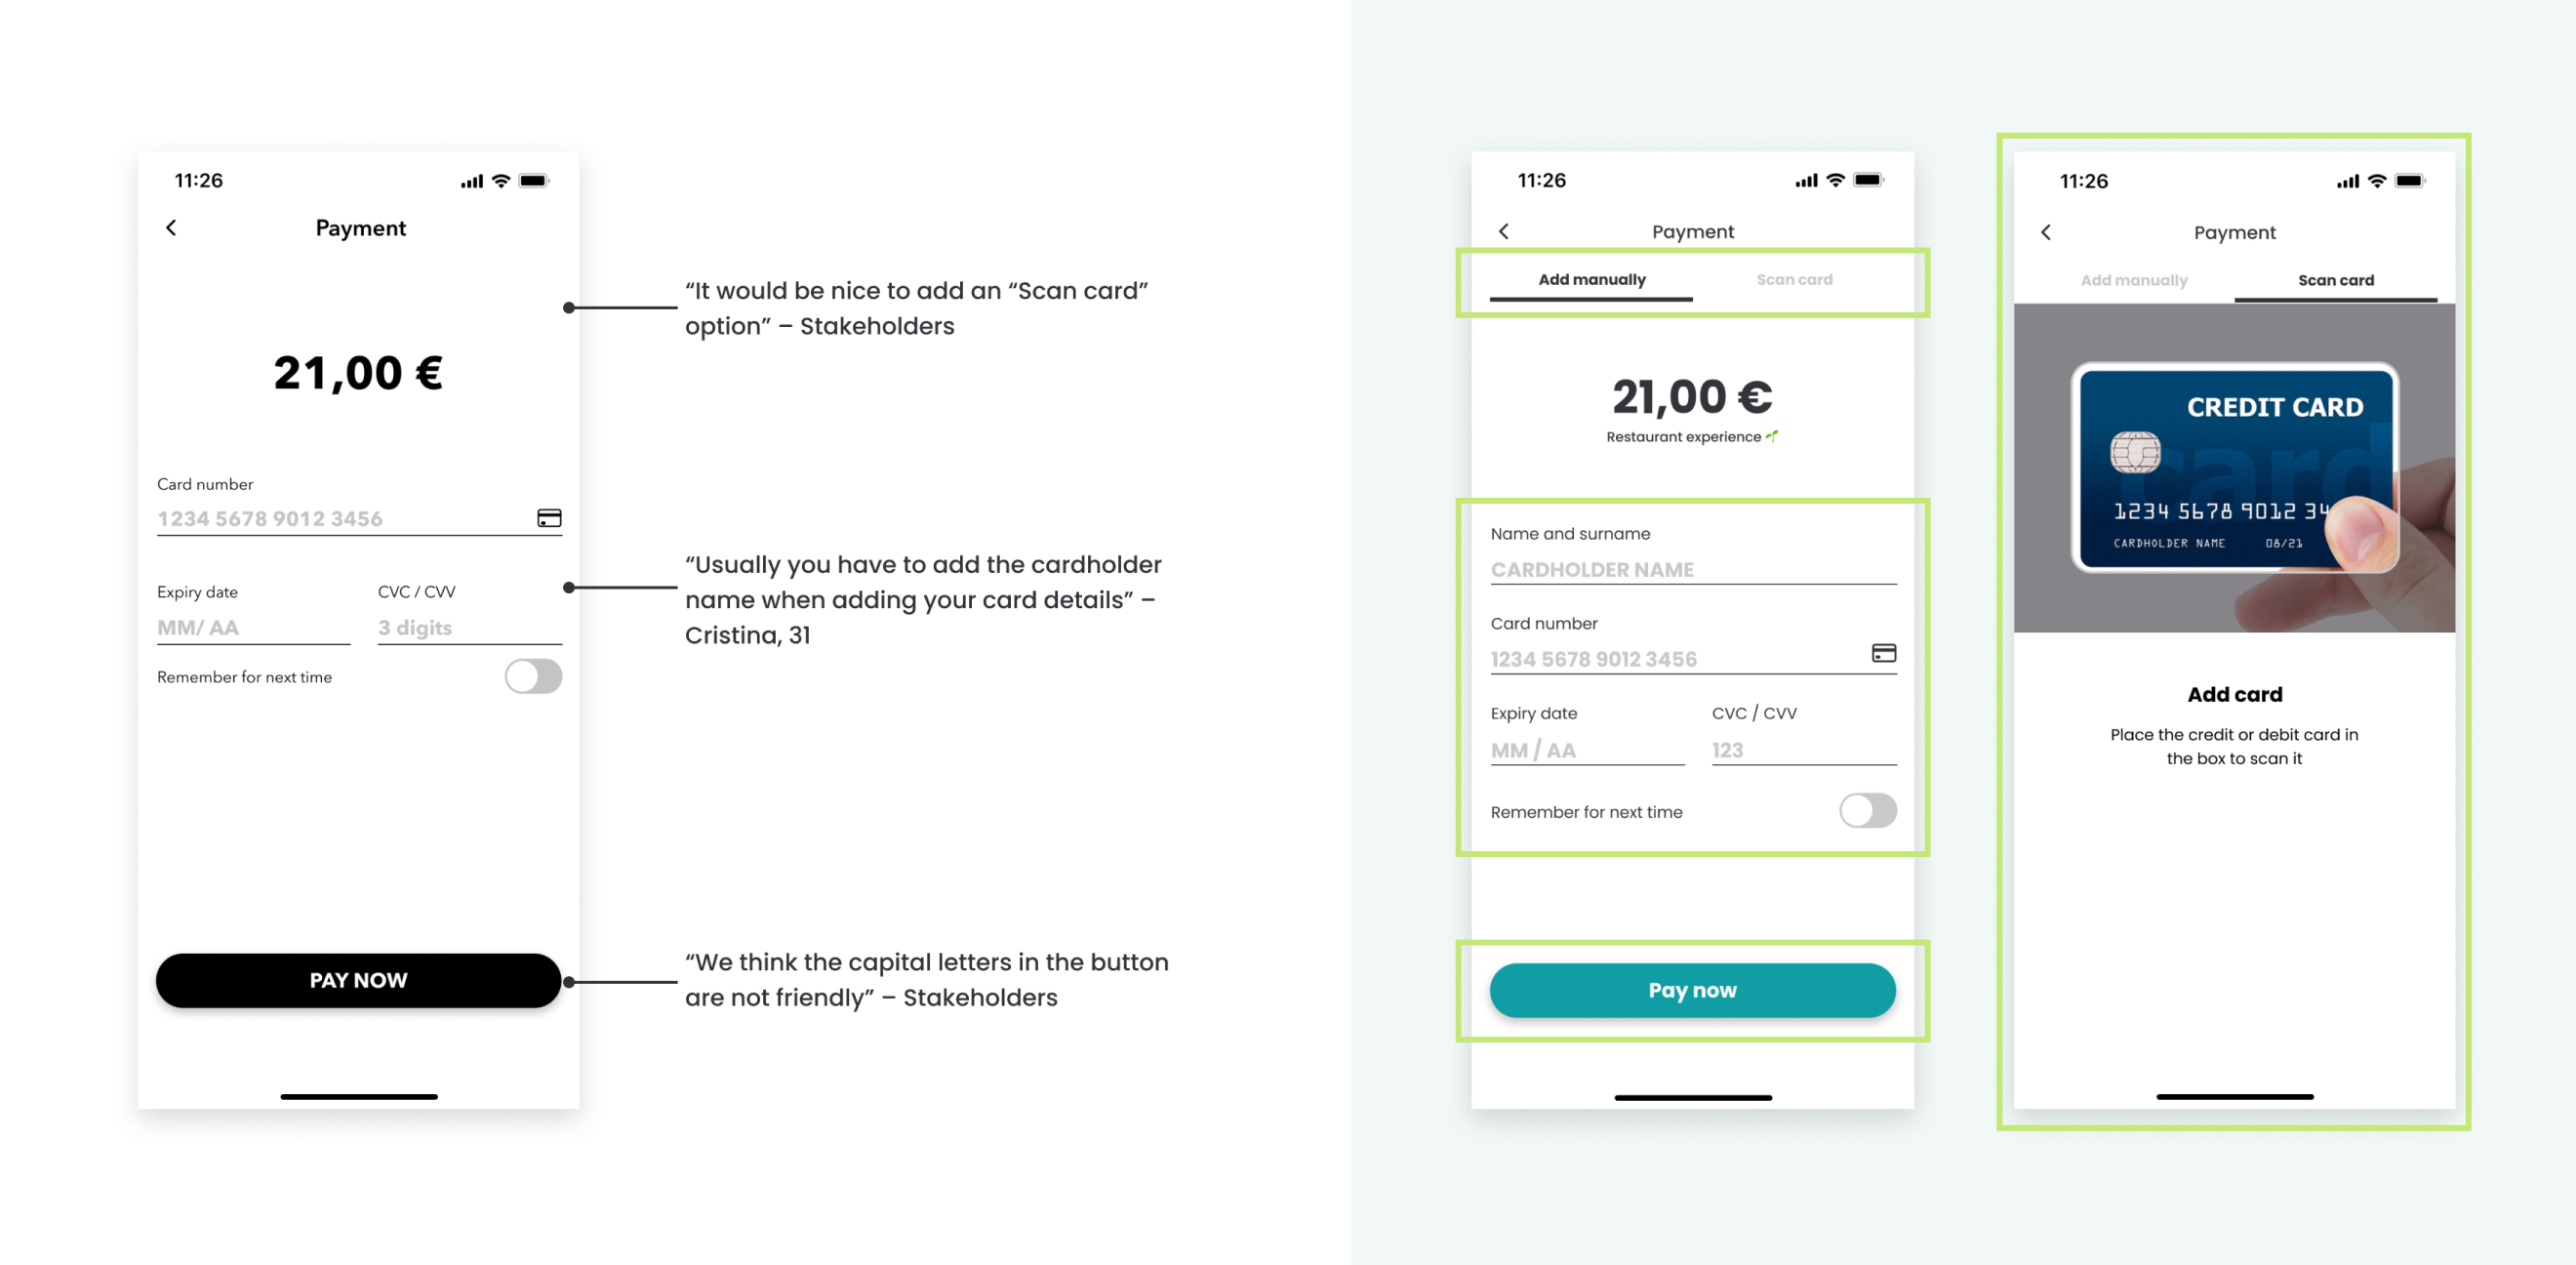 11:26
Payment
21,00 €
Card number
1234 5678 9012 3456
Expiry date
CVC / CVV
MM/ AA
3 digits
Remember for next time
PAY NOW
“It would be nice to add an “Scan card”
option” – Stakeholders
“Usually you have to add the cardholder
name when adding your card details” –
Cristina, 31
“We think the capital letters in the button
are not friendly” – Stakeholders
11:26
Payment
Add manually
Scan card
21,00 €
Restaurant experience
Name and surname
CARDHOLDER NAME
Card number
1234 5678 9012 3456
Expiry date
CVC / CVV
MM / AA
123
Remember for next time
Pay now
11:26
Payment
Add manually
Scan card
CREDIT CARD
card
1234 5678 9012 34
CARDHOLDER NAME 08/21
Add card
Place the credit or debit card in
the box to scan it